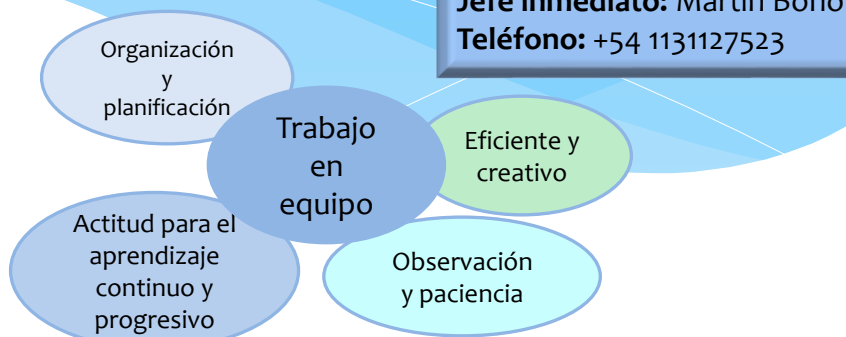 Jefe inmediato: Martín Bono
Teléfono: +54 1131127523
Organización
y
planificación
Trabajo
en
equipo
Eficiente y
creativo
Actitud para el
aprendizaje
continuo y
progresivo
Observación
y paciencia